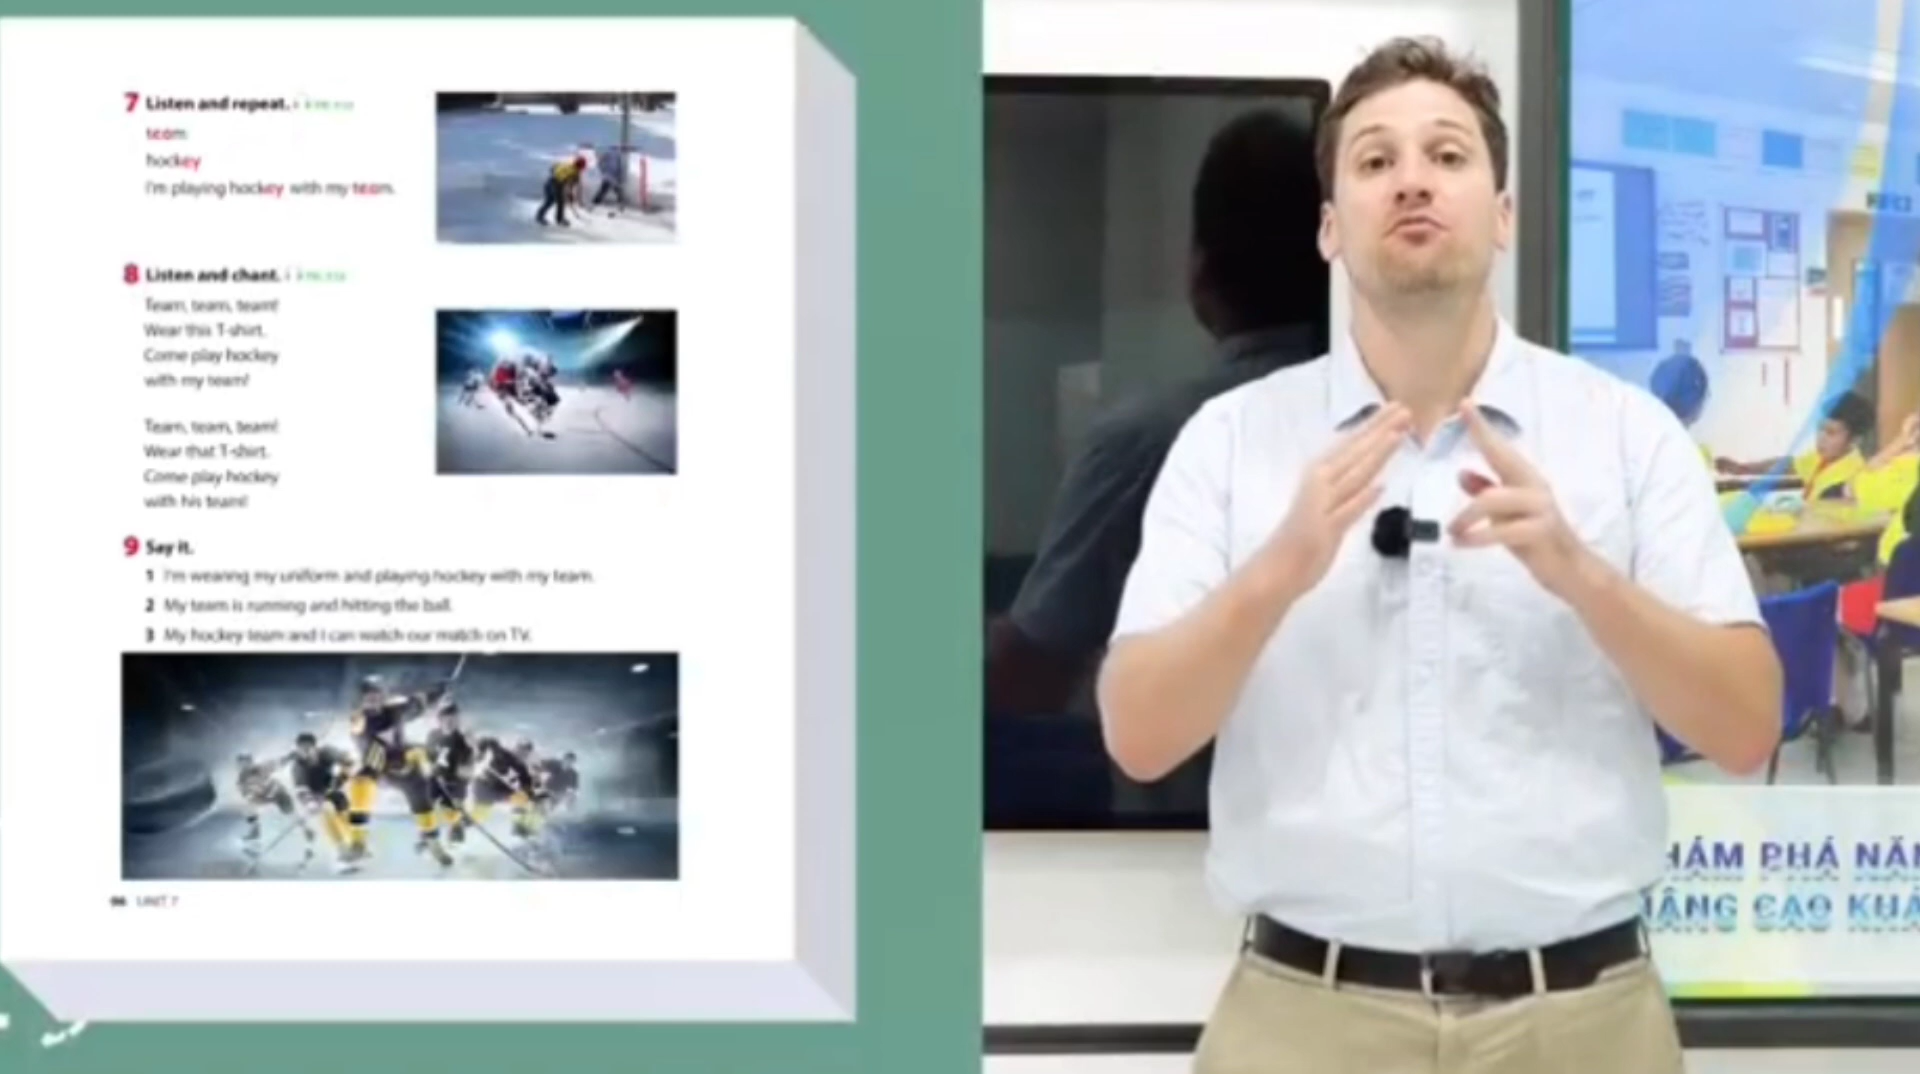 7 Listen and repeat.
team
hockey
I'm playing hockey with my team.
8 Listen and chant.
Team, team, team!
Wear this T-shirt.
Come play hockey
with my team!
Team, team, team!
Wear that T-shirt.
Come play hockey
with his team!
9 Say it.
1 I'm wearing my uniform and playing hockey with my team.
2 My team is running and hitting the ball.
3 My hockey team and I can watch our match on TV.
UNIT 7
HÁM PHÁ NĂN
ÂNG CAO KHẢ